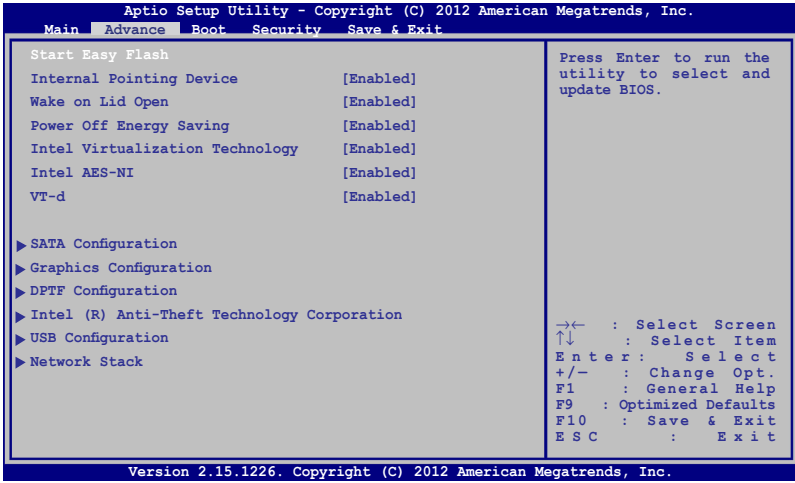 Aptio Setup Utility - Copyright (C) 2012 American Megatrends, Inc.
Main Advance Boot Security Save & Exit
Start Easy Flash
Internal Pointing Device [Enabled]
Wake on Lid Open [Enabled]
Power Off Energy Saving [Enabled]
Intel Virtualization Technology [Enabled]
Intel AES-NI [Enabled]
VT-d [Enabled]
SATA Configuration
Graphics Configuration
DPTF Configuration
Intel (R) Anti-Theft Technology Corporation
USB Configuration
Network Stack
Press Enter to run the
utility to select and
update BIOS.
→← : Select Screen
↑↓ : Select Item
Enter: Select
+/— : Change Opt.
F1 : General Help
F9 : Optimized Defaults
F10 : Save & Exit
ESC : Exit
Version 2.15.1226. Copyright (C) 2012 American Megatrends, Inc.